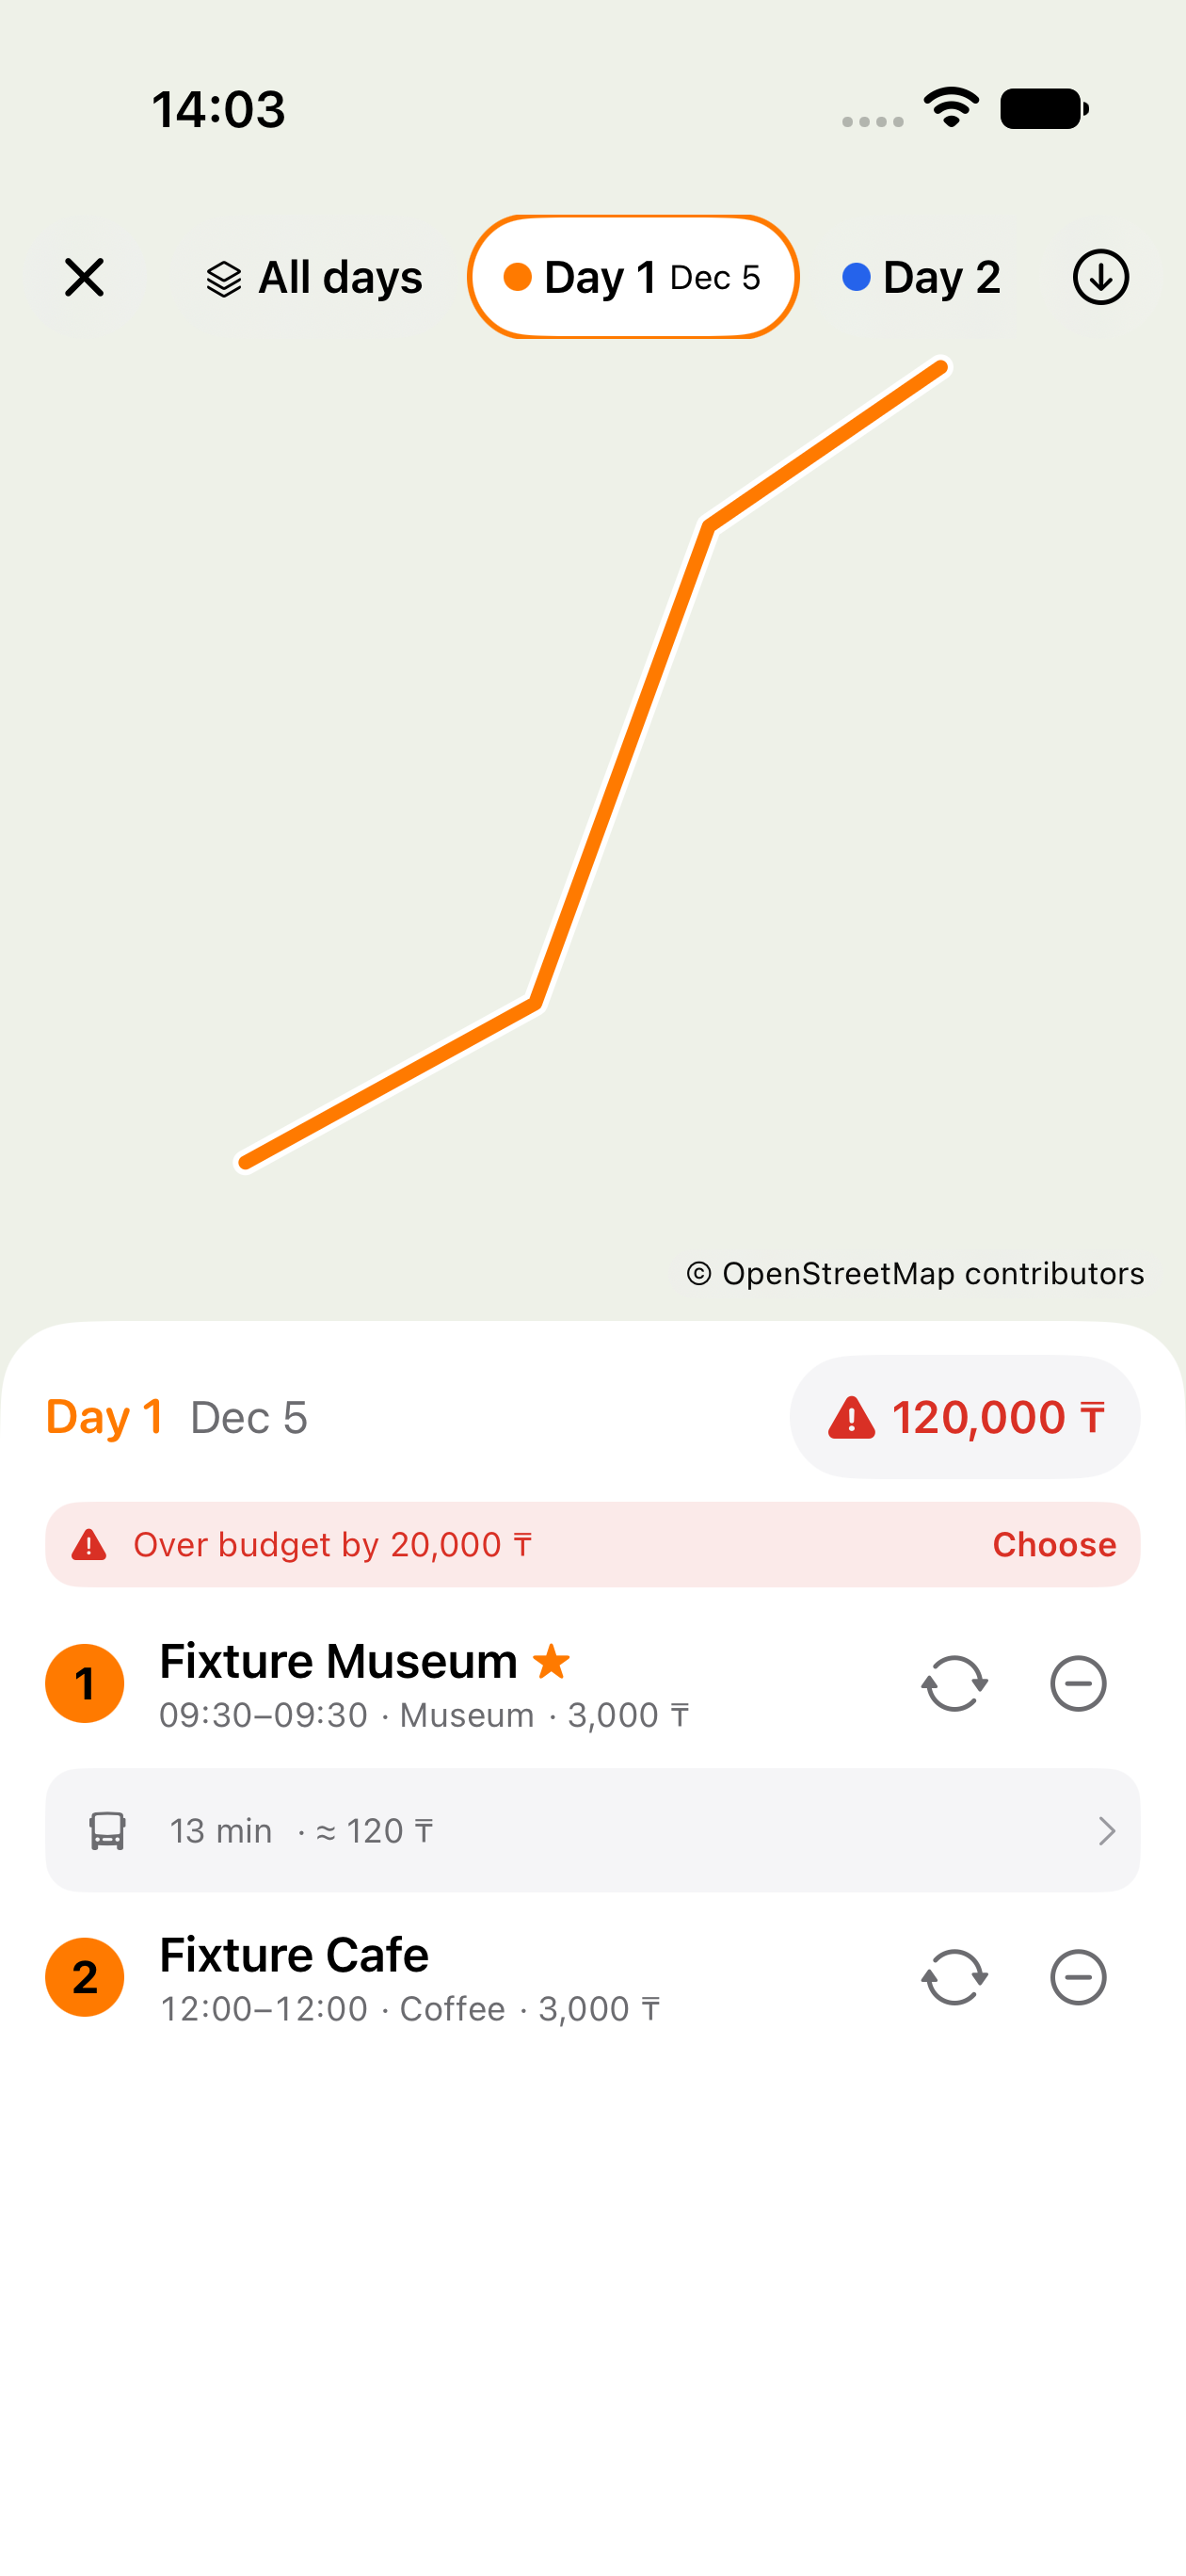 14:03
All days
Day 1 Dec 5
Day 2
© OpenStreetMap contributors
Day 1 Dec 5
120,000 ₸
Over budget by 20,000 ₸
Choose
1
Fixture Museum
09:30–09:30 · Museum · 3,000 ₸
13 min · ≈ 120 ₸
2
Fixture Cafe
12:00–12:00 · Coffee · 3,000 ₸